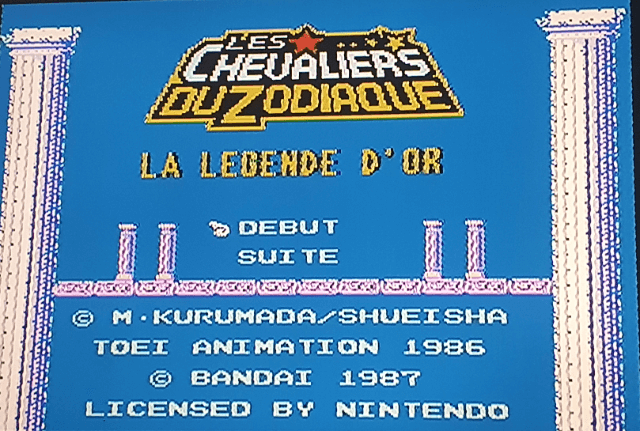 LES
CHEVALIERS
DU ZODIAQUE
LA LEGENDE D'OR
DEBUT
SUITE
© M·KURUMADA/SHUEISHA
TOEI ANIMATION 1986
© BANDAI 1987
LICENSED BY NINTENDO